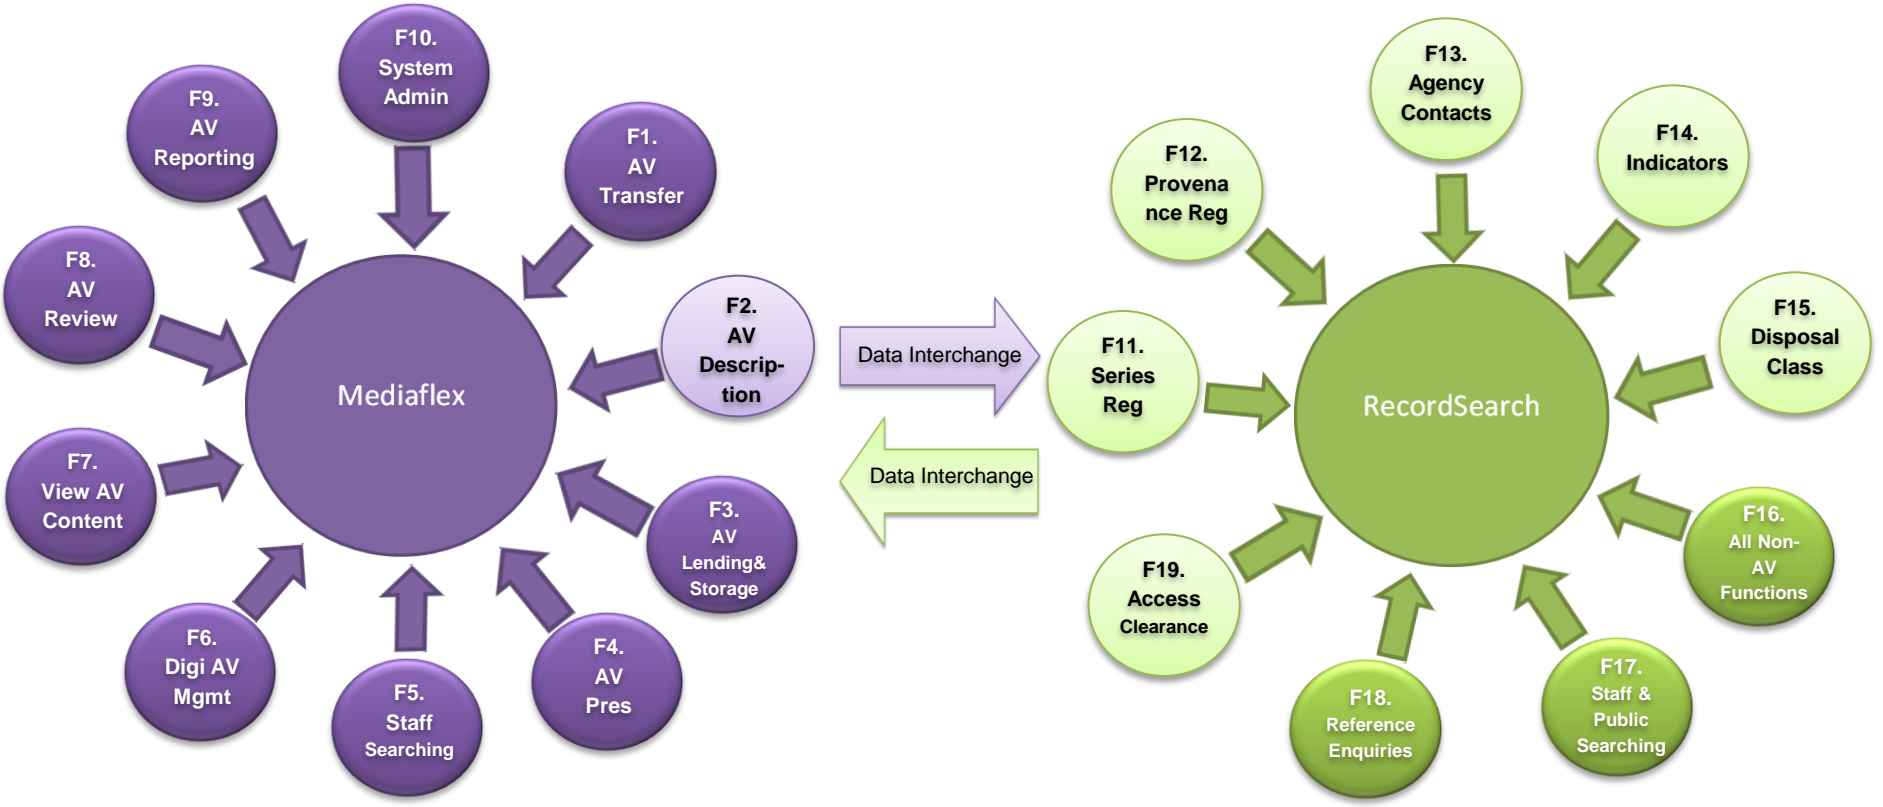 F10.
System
Admin
F9.
AV
Reporting
F1.
AV
Transfer
F8.
AV
Review
F2.
AV
Descrip-
tion
Mediaflex
F7.
View AV
Content
F3.
AV
Lending&
Storage
F6.
Digi AV
Mgmt
F5.
Staff
Searching
F4.
AV
Pres
Data Interchange
Data Interchange
F13.
Agency
Contacts
F12.
Provena
nce Reg
F14.
Indicators
F11.
Series
Reg
F15.
Disposal
Class
RecordSearch
F19.
Access
Clearance
F16.
All Non-
AV
Functions
F18.
Reference
Enquiries
F17.
Staff &
Public
Searching